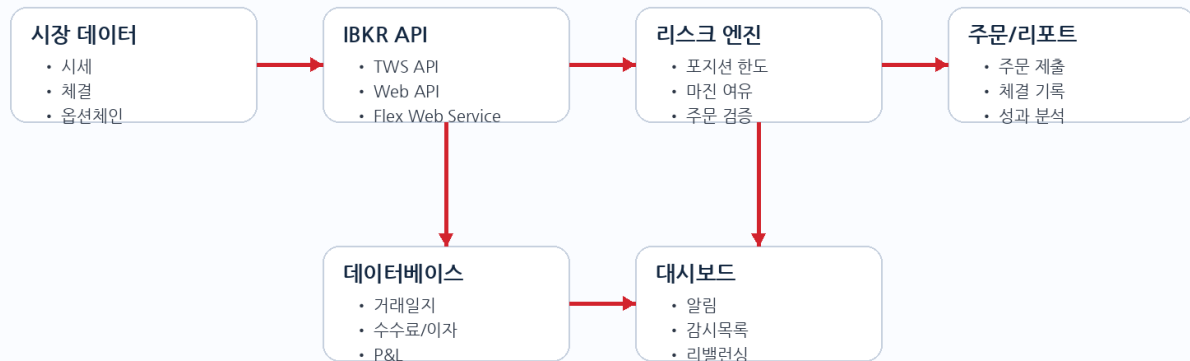 시장 데이터
• 시세
• 체결
• 옵션체인
IBKR API
• TWS API
• Web API
• Flex Web Service
리스크 엔진
• 포지션 한도
• 마진 여유
• 주문 검증
주문/리포트
• 주문 제출
• 체결 기록
• 성과 분석
데이터베이스
• 거래일지
• 수수료/이자
• P&L
대시보드
• 알림
• 감시목록
• 리밸런싱